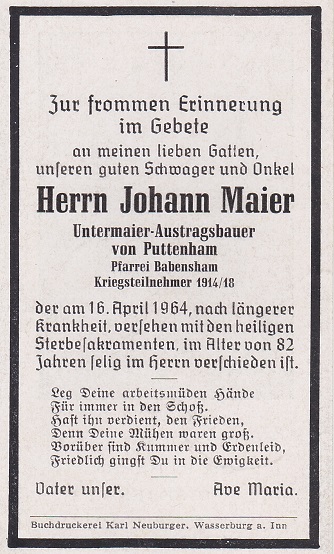 Zur frommen Erinnerung
im Gebete
an meinen lieben Gatten,
unseren guten Schwager und Onkel
Herrn Johann Maier
Untermaier-Austragsbauer
von Puttenham
Pfarrei Babensham
Kriegsteilnehmer 1914/18
der am 16. April 1964, nach längerer
Krankheit, versehen mit den heiligen
Sterbesakramenten, im Alter von 82
Jahren selig im Herrn verschieden ist.
Leg Deine arbeitsmüden Hände
Für immer in den Schoß.
Hast ihn verdient, den Frieden,
Denn Deine Mühen waren groß.
Vorüber sind Kummer und Erdenleid,
Friedlich gingst Du in die Ewigkeit.
Vater unser. Ave Maria.
Buchdruckerei Karl Neuburger, Wasserburg a. Inn